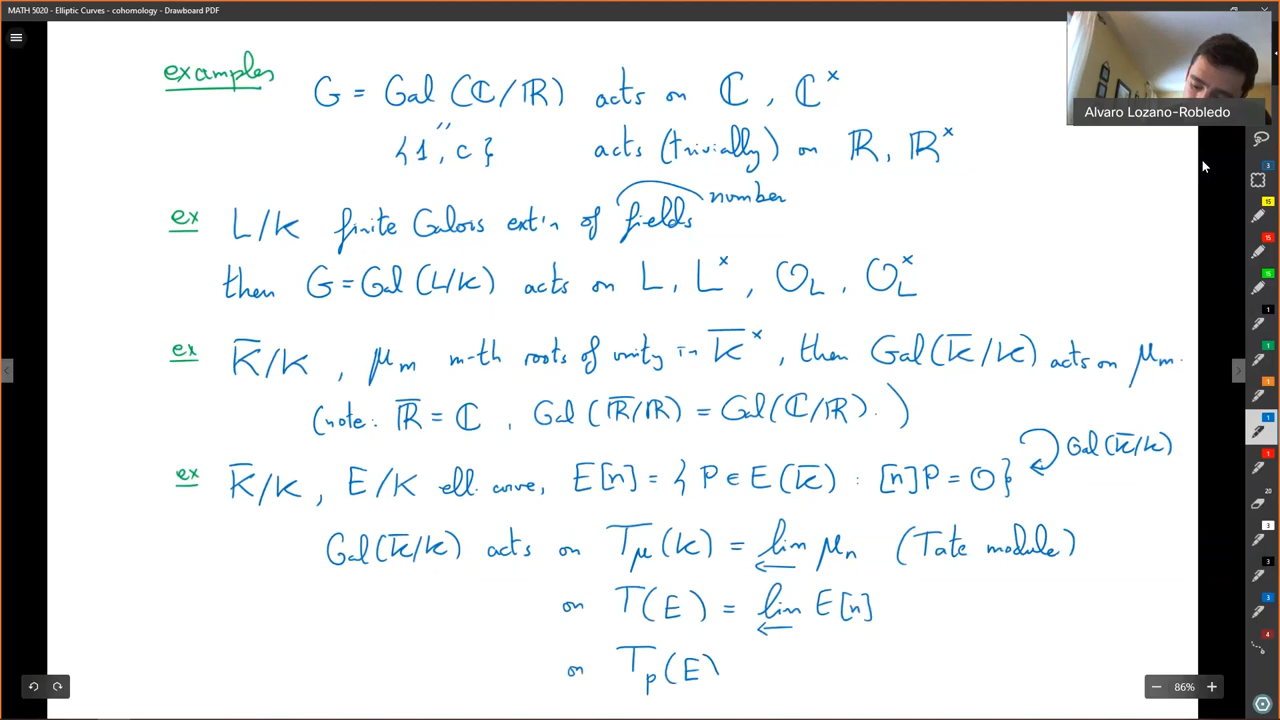 MATH 5020 - Elliptic Curves - cohomology - Drawboard PDF
Alvaro Lozano-Robledo
examples G = Gal (ℂ/ℝ) acts on ℂ, ℂ^×
{1, c} acts (trivially) on ℝ, ℝ^×
ex L/K finite Galois ext'n of number fields
then G = Gal (L/K) acts on L, L^×, O_L, O_L^×
ex K̄/K, μ_m m-th roots of unity in K̄^×, then Gal(K̄/K) acts on μ_m.
(note: ℝ̄ = ℂ, Gal(ℝ̄/ℝ) = Gal(ℂ/ℝ).)
ex K̄/K, E/K ell. curve, E[n] = { P ∈ E(K̄) : [n]P = O } Gal(K̄/K)
Gal(K̄/K) acts on T_μ(K) = lim← μ_n (Tate module)
on T(E) = lim← E[n]
on T_p(E)
86%